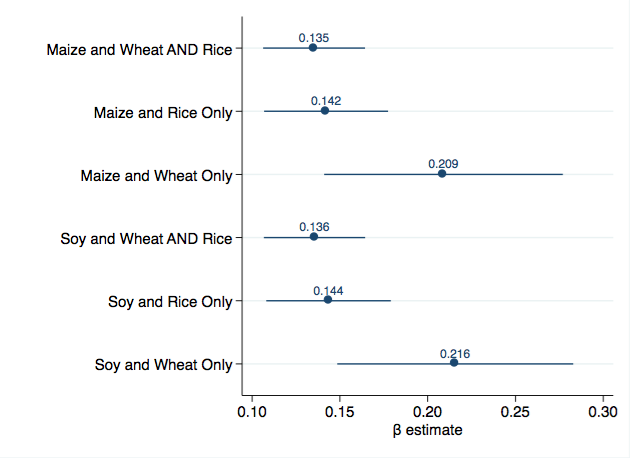 0.135
Maize and Wheat AND Rice
0.142
Maize and Rice Only
0.209
Maize and Wheat Only
0.136
Soy and Wheat AND Rice
0.144
Soy and Rice Only
0.216
Soy and Wheat Only
0.10 0.15 0.20 0.25 0.30
β estimate